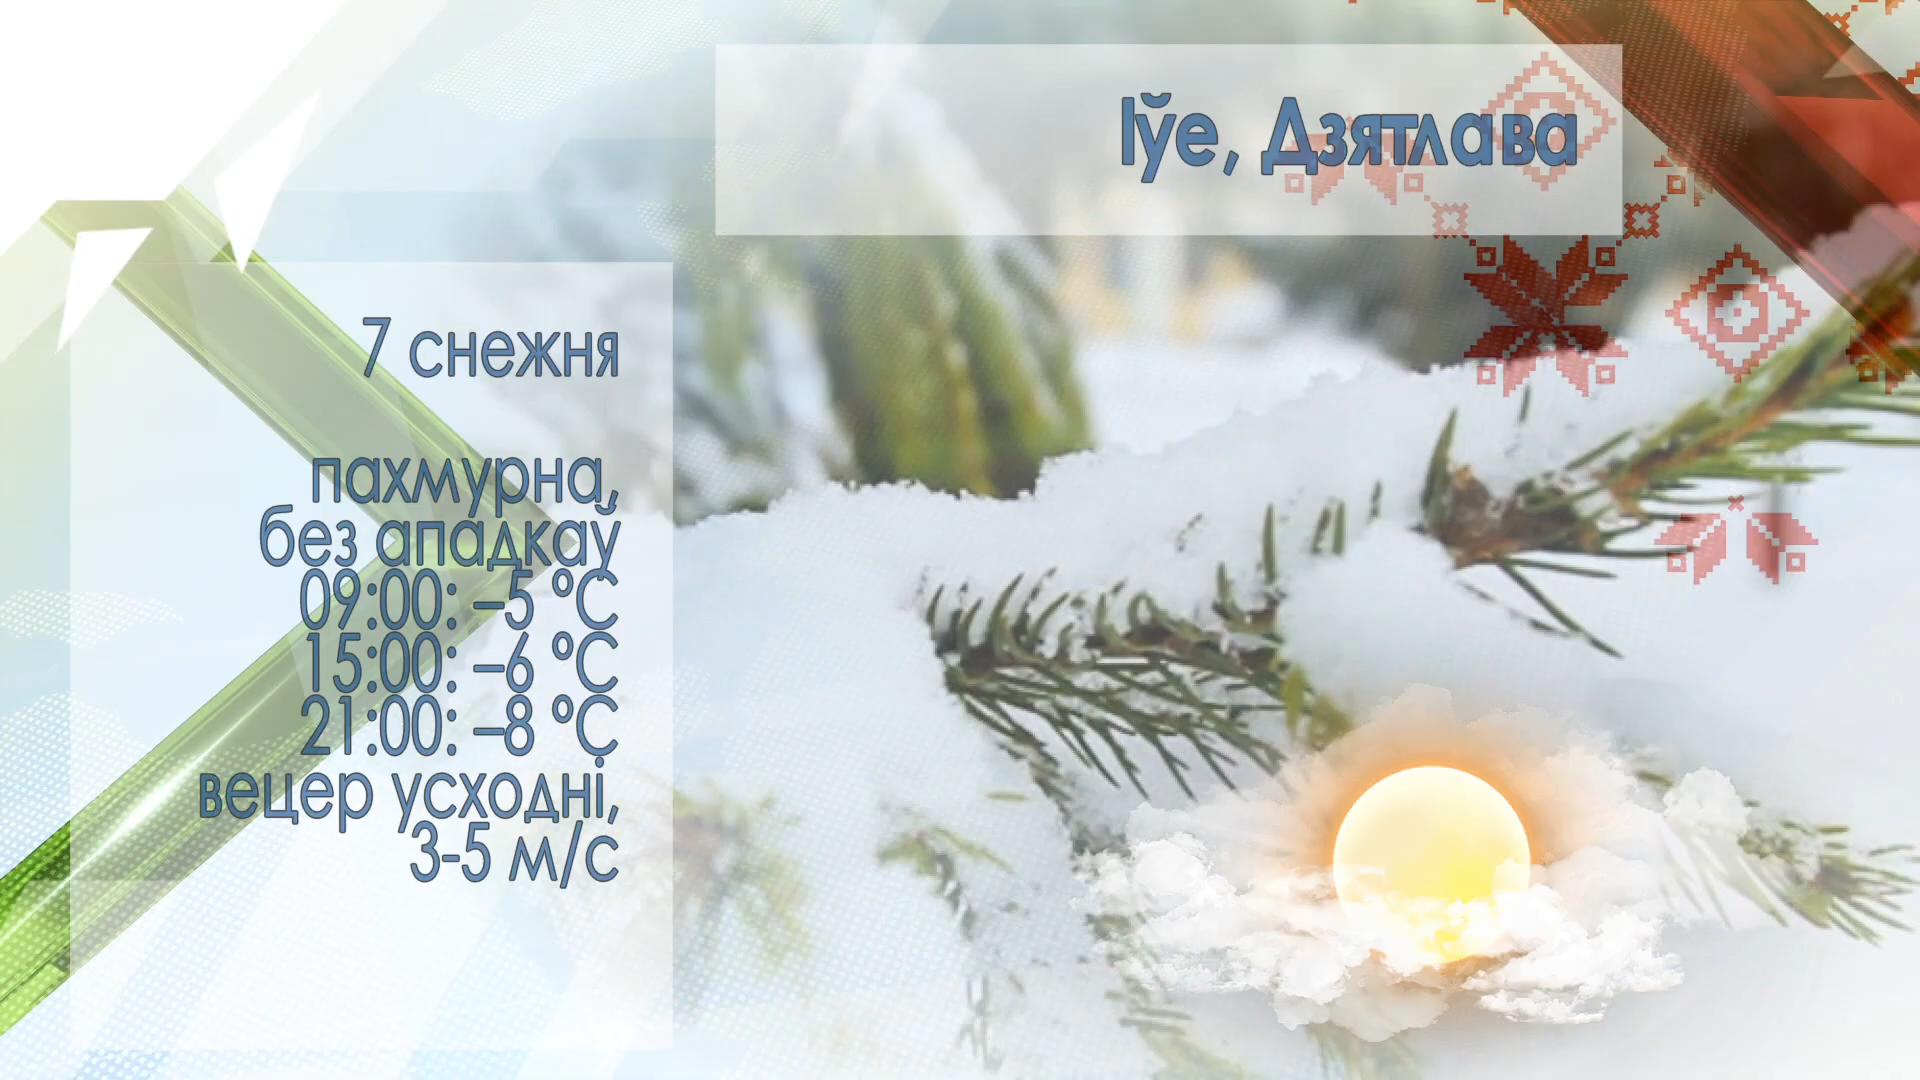 Іўе, Дзятлава
7 снежня
пахмурна,
без ападкаў
09:00: –5 °C
15:00: –6 °C
21:00: –8 °C
вецер усходні,
3-5 м/с